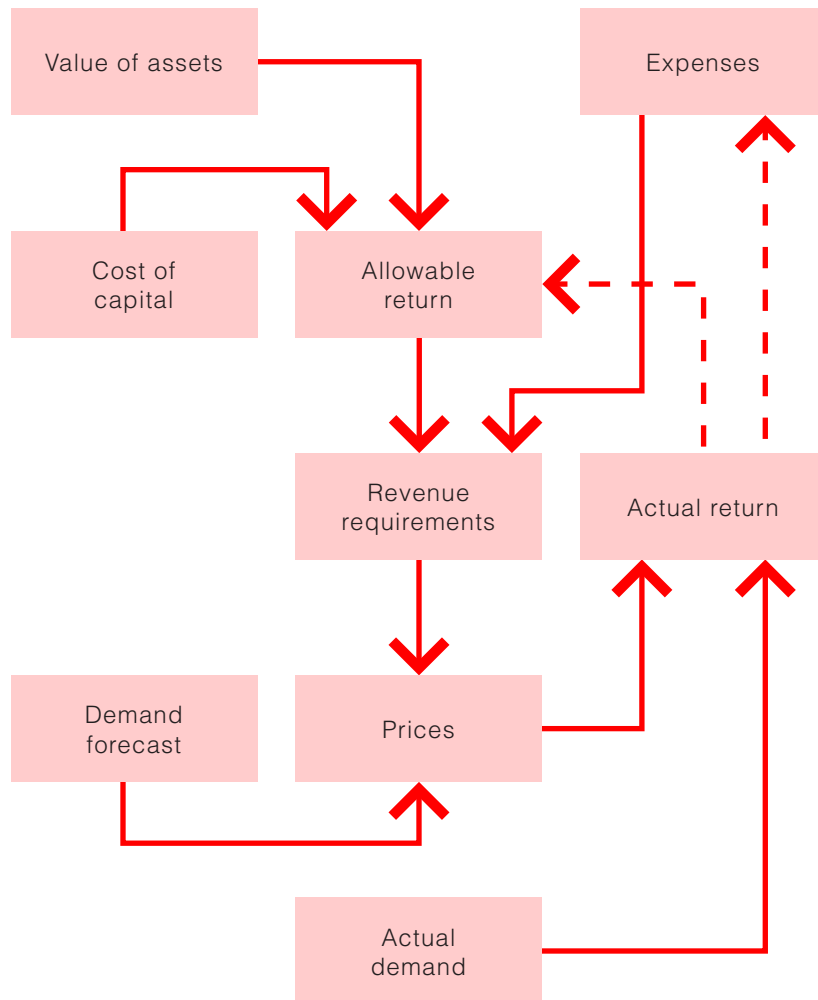 Value of assets
Expenses
Cost of
capital
Allowable
return
Revenue
requirements
Actual return
Demand
forecast
Prices
Actual
demand